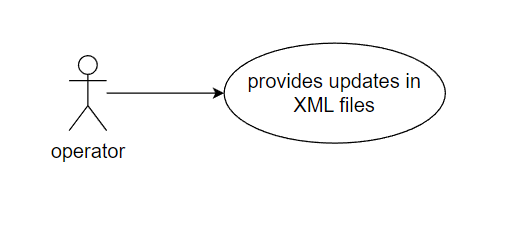 provides updates in
XML files
operator